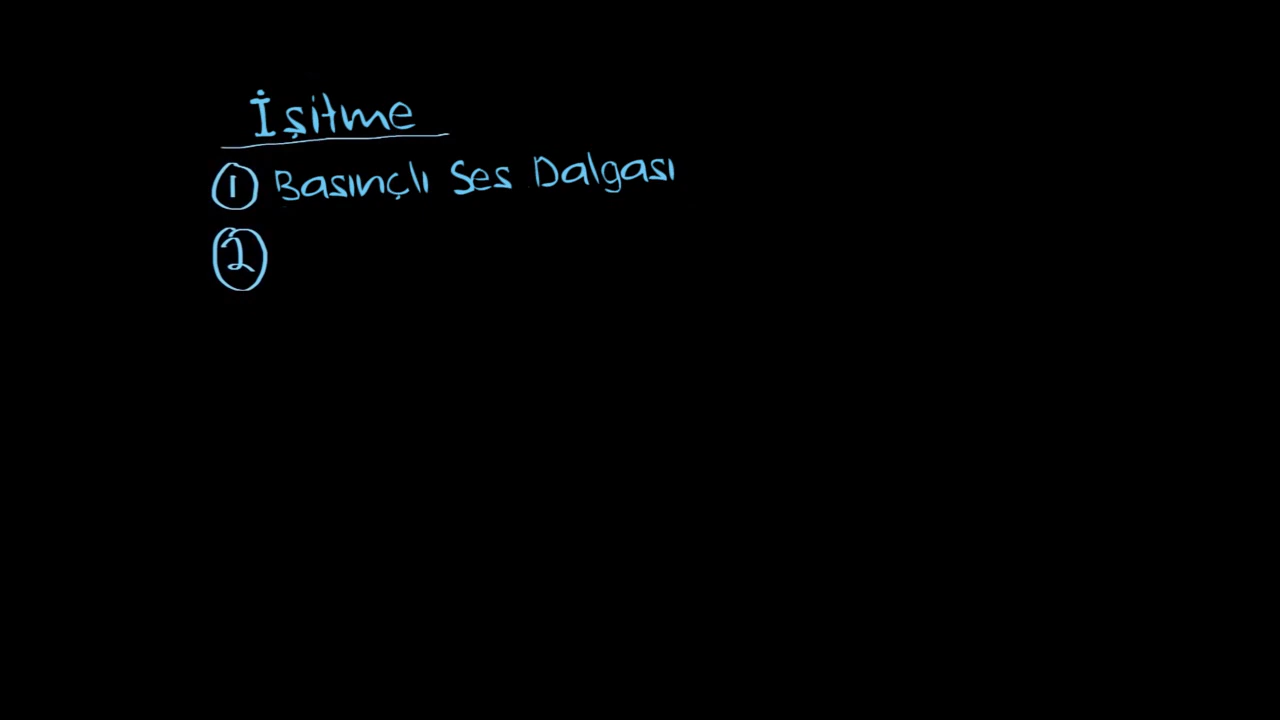 İşitme
① Basınçlı Ses Dalgası
②